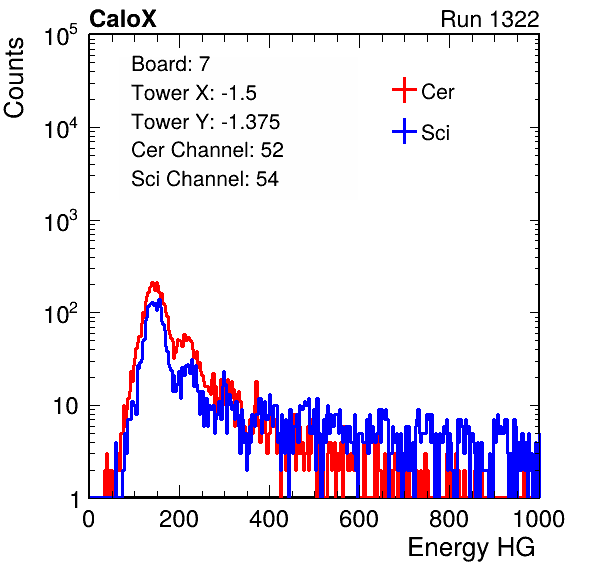 CaloX Run 1322
Counts
10^5
10^4
10^3
10^2
10
1
Board: 7
Tower X: -1.5
Tower Y: -1.375
Cer Channel: 52
Sci Channel: 54
Cer
Sci
0 200 400 600 800 1000
Energy HG